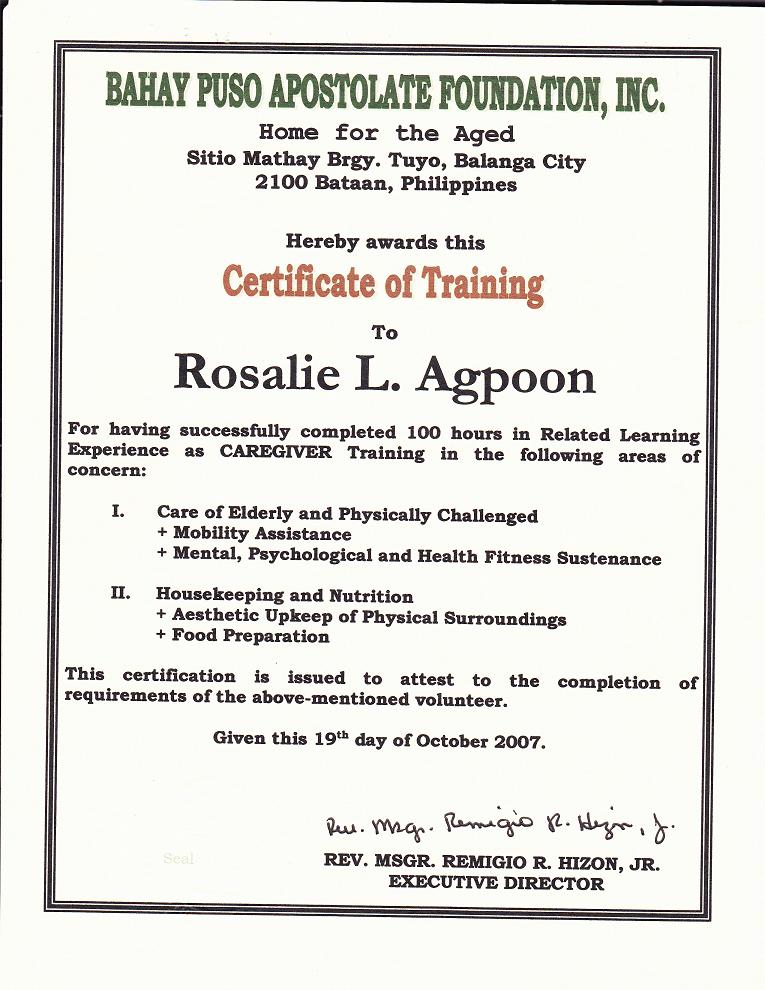 BAHAY PUSO APOSTOLATE FOUNDATION, INC.
Home for the Aged
Sitio Mathay Brgy. Tuyo, Balanga City
2100 Bataan, Philippines
Hereby awards this
Certificate of Training
To
Rosalie L. Agpoon
For having successfully completed 100 hours in Related Learning
Experience as CAREGIVER Training in the following areas of
concern:
I. Care of Elderly and Physically Challenged
+ Mobility Assistance
+ Mental, Psychological and Health Fitness Sustenance
II. Housekeeping and Nutrition
+ Aesthetic Upkeep of Physical Surroundings
+ Food Preparation
This certification is issued to attest to the completion of
requirements of the above-mentioned volunteer.
Given this 19th day of October 2007.
Rev. Msgr. Remigio R. Hizon, Jr.
Seal
REV. MSGR. REMIGIO R. HIZON, JR.
EXECUTIVE DIRECTOR